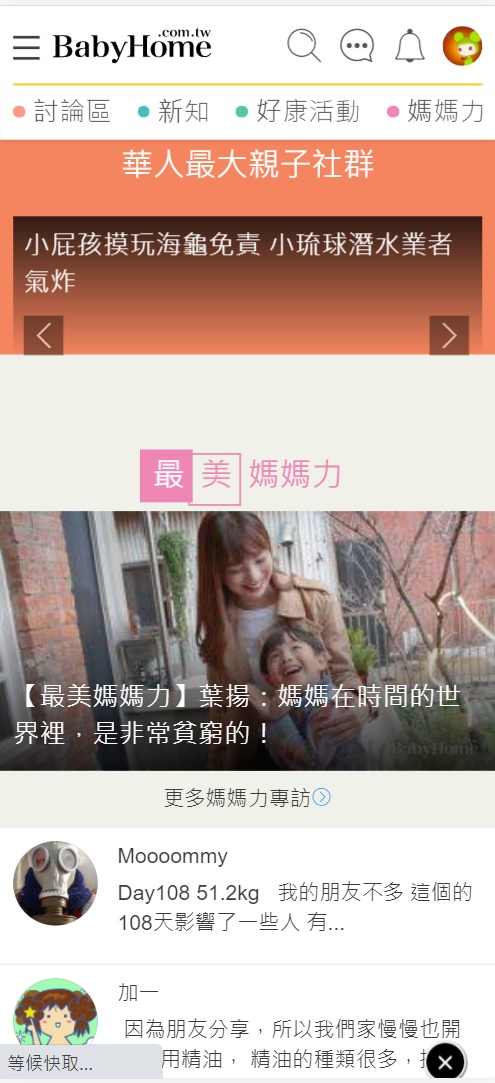 BabyHome.com.tw
討論區 新知 好康活動 媽媽力
華人最大親子社群
小屁孩摸玩海龜免責 小琉球潛水業者
氣炸
最美媽媽力
【最美媽媽力】葉揚：媽媽在時間的世
界裡，是非常貧窮的！
BabyHome
更多媽媽力專訪
Moooommy
Day108 51.2kg 我的朋友不多 這個的
108天影響了一些人 有...
加一
因為朋友分享，所以我們家慢慢也開
用精油， 精油的種類很多，
等候快取...